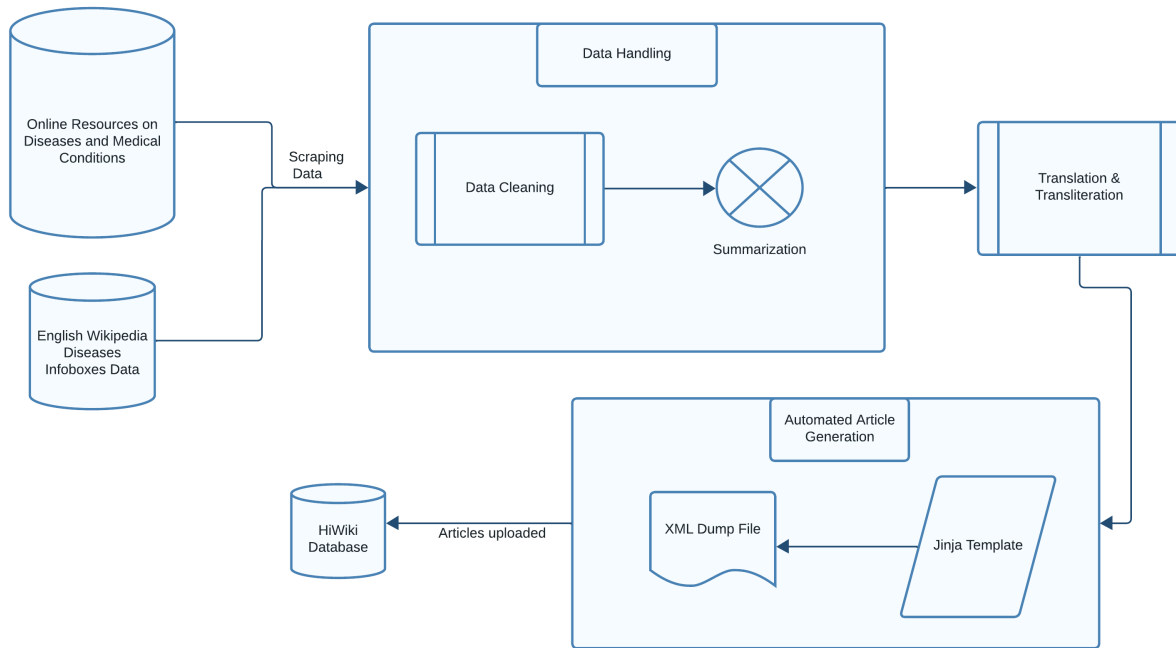 Online Resources on
Diseases and Medical
Conditions
Scraping
Data
English Wikipedia
Diseases
Infoboxes Data
Data Handling
Data Cleaning
Summarization
Translation &
Transliteration
Automated Article
Generation
Jinja Template
XML Dump File
Articles uploaded
HiWiki
Database